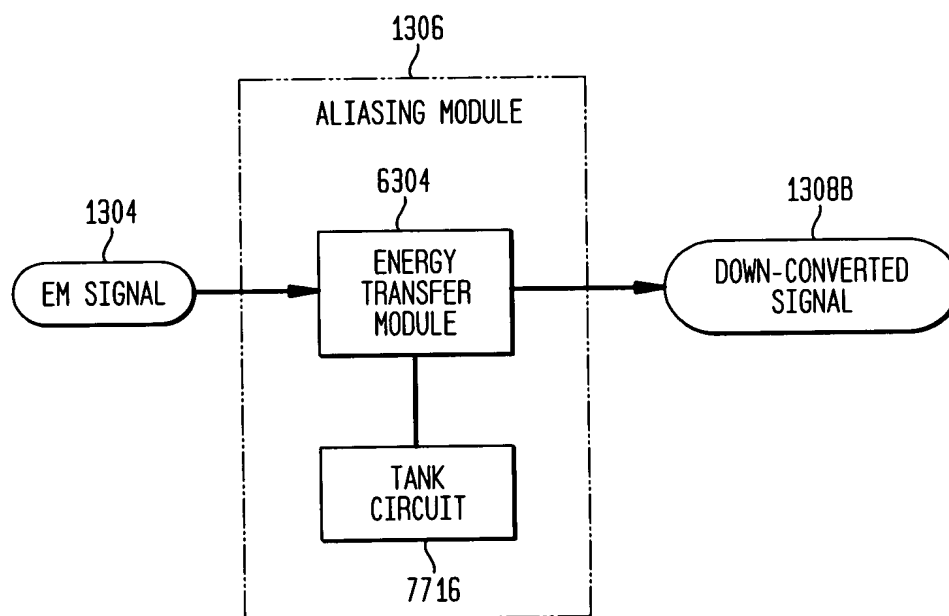 1306
ALIASING MODULE
6304
1304
1308B
EM SIGNAL
ENERGY
TRANSFER
MODULE
DOWN-CONVERTED
SIGNAL
TANK
CIRCUIT
7716